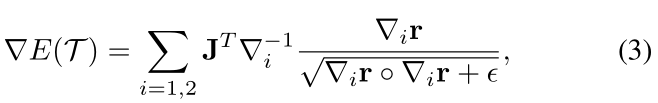 ∇E(𝒯) = ∑_{i=1,2} 𝐉^T ∇_i^{-1} \frac{∇_i 𝐫}{\sqrt{∇_i 𝐫 ∘ ∇_i 𝐫 + ϵ}}, (3)